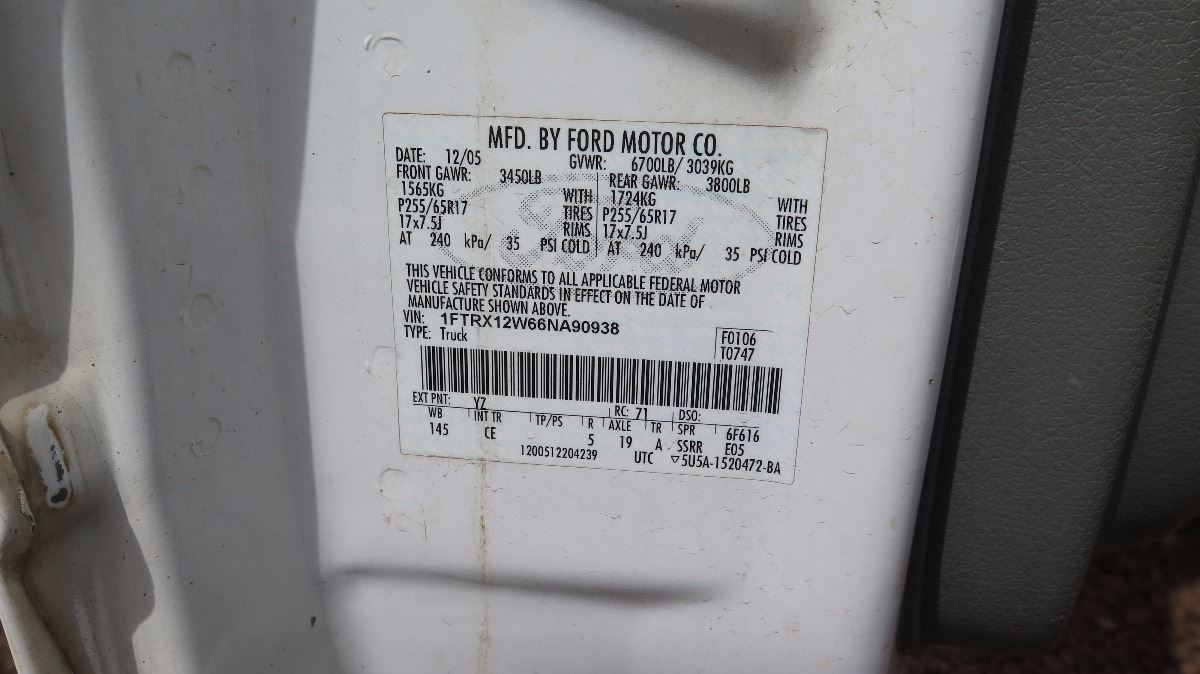 MFD. BY FORD MOTOR CO.
DATE: 12/05 GVWR: 6700LB/ 3039KG
FRONT GAWR: 3450LB REAR GAWR: 3800LB
1565KG WITH 1724KG WITH
P255/65R17 TIRES P255/65R17 TIRES
17x7.5J RIMS 17x7.5J RIMS
AT 240 kPa/ 35 PSI COLD AT 240 kPa/ 35 PSI COLD
THIS VEHICLE CONFORMS TO ALL APPLICABLE FEDERAL MOTOR
VEHICLE SAFETY STANDARDS IN EFFECT ON THE DATE OF
MANUFACTURE SHOWN ABOVE.
VIN: 1FTRX12W66NA90938 F0106
TYPE: Truck T0747
EXT PNT: YZ RC: 71 DSO:
WB INT TR TP/PS R AXLE TR SPR 6F616
145 CE 5 19 A SSRR E05
1200512204239 UTC ▽5U5A-1520472-BA
Ford